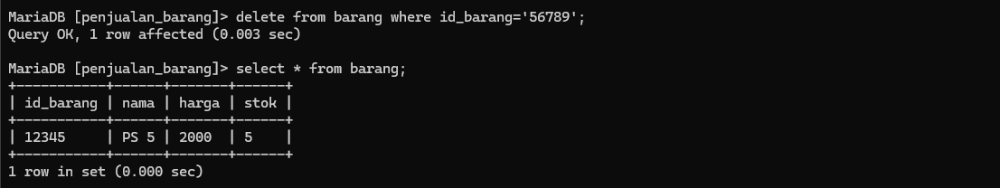 MariaDB [penjualan_barang]> delete from barang where id_barang='56789';
Query OK, 1 row affected (0.003 sec)
MariaDB [penjualan_barang]> select * from barang;
+-----------+------+-------+------+
| id_barang | nama | harga | stok |
+-----------+------+-------+------+
| 12345     | PS 5 | 2000  | 5    |
+-----------+------+-------+------+
1 row in set (0.000 sec)